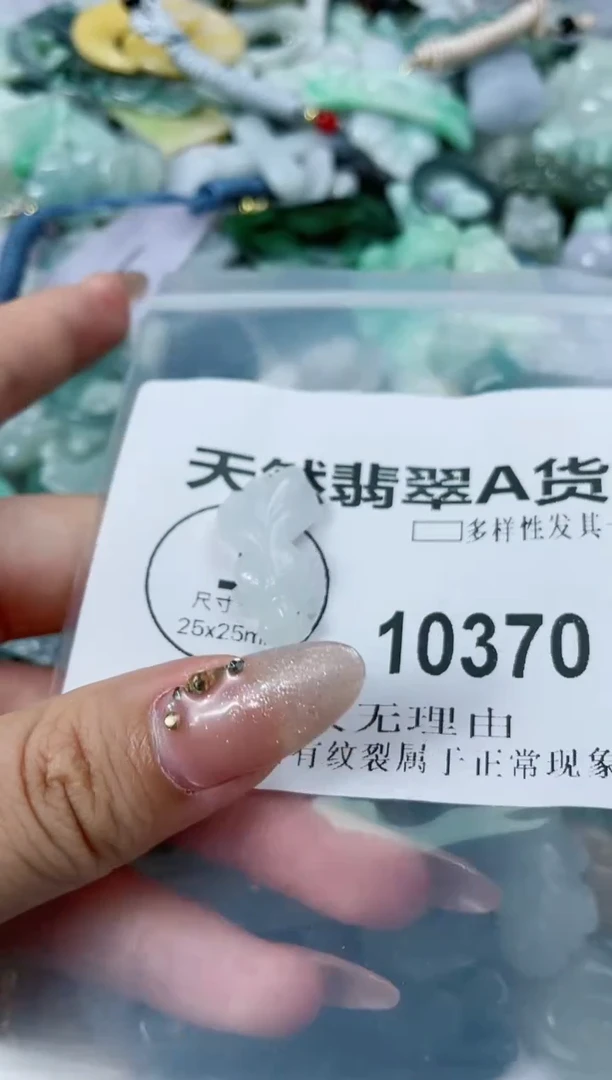 天然翡翠A货
多样性发其
尺寸
25x25m
10370
无理由
有纹裂属于正常现象